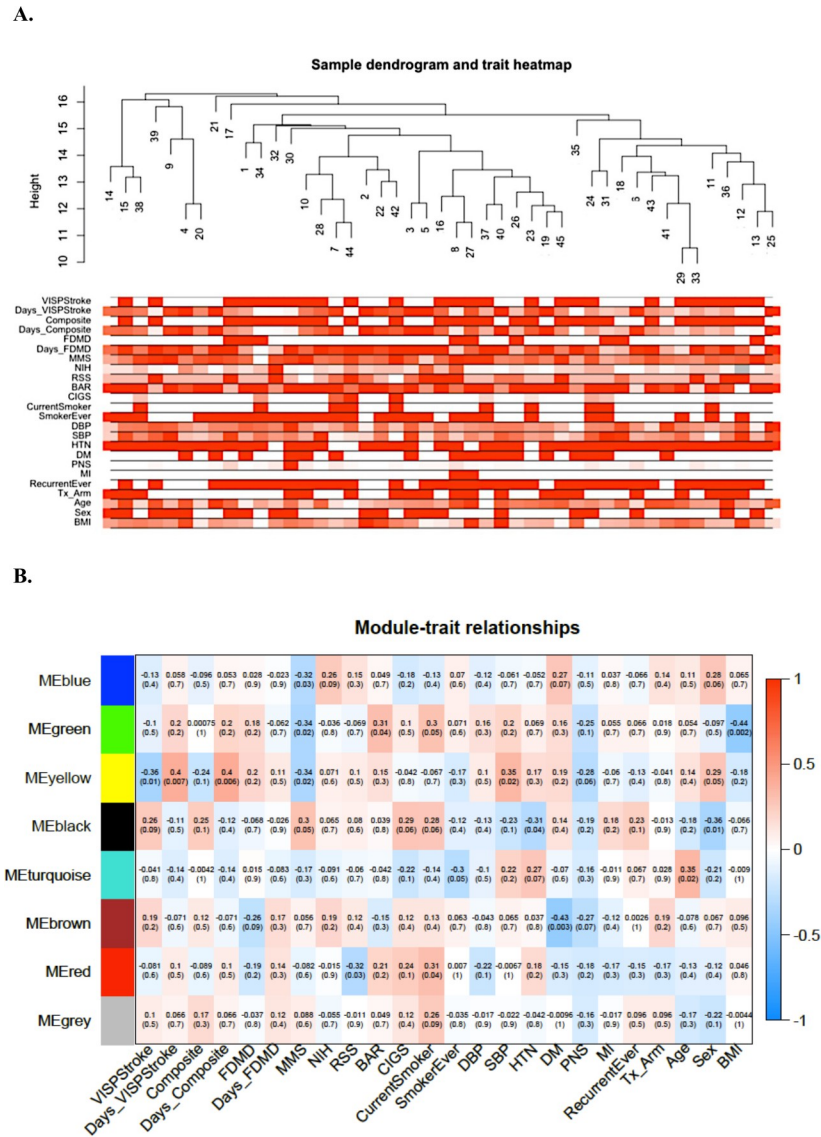 A.
Sample dendrogram and trait heatmap
Height
16
15
14
13
12
11
10
14
15
38
39
9
4
20
21
17
1
34
32
30
10
28
7
44
2
22
42
3
5
16
8
27
37
40
26
23
19
45
35
24
31
18
6
43
41
29
33
11
36
12
13
25
VISPStroke
Days_VISPStroke
Composite
Days_Composite
FDMD
Days_FDMD
MMS
NIH
RSS
BAR
CIGS
CurrentSmoker
SmokerEver
DBP
SBP
HTN
DM
PNS
MI
RecurrentEver
Tx_Arm
Age
Sex
BMI
B.
Module-trait relationships
MEblue
-0.13 0.058 -0.096 0.053 0.028 -0.023 -0.32 0.26 0.15 0.049 -0.18 -0.13 0.07 -0.12 -0.061 -0.052 0.27 -0.11 0.037 -0.066 0.14 0.11 0.28 0.065
(0.4) (0.7) (0.5) (0.7) (0.9) (0.9) (0.03) (0.09) (0.3) (0.7) (0.2) (0.4) (0.6) (0.4) (0.7) (0.7) (0.07) (0.5) (0.8) (0.7) (0.4) (0.5) (0.06) (0.7)
MEgreen
-0.1 0.2 0.00075 0.2 0.18 -0.062 -0.34 -0.036 -0.069 0.31 0.1 0.3 0.071 0.16 0.2 0.069 0.16 -0.25 0.055 0.066 0.018 0.054 -0.097 -0.44
(0.5) (0.2) (1) (0.2) (0.2) (0.7) (0.02) (0.8) (0.7) (0.04) (0.5) (0.05) (0.6) (0.3) (0.2) (0.7) (0.3) (0.1) (0.7) (0.7) (0.9) (0.7) (0.5) (0.002)
MEyellow
-0.36 0.4 -0.24 0.4 0.2 0.11 -0.34 0.071 0.1 0.15 -0.042 -0.067 -0.17 0.1 0.35 0.17 0.19 -0.28 -0.06 -0.13 -0.041 0.14 0.29 -0.18
(0.01) (0.007) (0.1) (0.006) (0.2) (0.5) (0.02) (0.6) (0.5) (0.3) (0.8) (0.7) (0.3) (0.5) (0.02) (0.3) (0.2) (0.06) (0.7) (0.4) (0.8) (0.4) (0.05) (0.2)
MEblack
0.26 -0.11 0.25 -0.12 -0.068 -0.026 0.3 0.065 0.08 0.039 0.29 0.28 -0.12 -0.13 -0.23 -0.31 0.14 -0.19 0.18 0.23 -0.013 -0.18 -0.36 -0.066
(0.09) (0.5) (0.1) (0.4) (0.7) (0.9) (0.05) (0.7) (0.6) (0.8) (0.06) (0.06) (0.4) (0.4) (0.1) (0.04) (0.4) (0.2) (0.2) (0.1) (0.9) (0.2) (0.01) (0.7)
MEturquoise
-0.041 -0.14 -0.0042 -0.14 0.015 -0.083 -0.17 -0.091 -0.06 -0.042 -0.22 -0.14 -0.3 -0.1 0.22 0.27 -0.07 -0.16 -0.011 0.067 0.028 0.35 -0.21 -0.009
(0.8) (0.4) (1) (0.4) (0.9) (0.6) (0.3) (0.6) (0.7) (0.8) (0.1) (0.4) (0.05) (0.5) (0.2) (0.07) (0.6) (0.3) (0.9) (0.7) (0.9) (0.02) (0.2) (1)
MEbrown
0.19 -0.071 0.12 -0.071 -0.26 0.17 0.056 0.19 0.12 -0.15 0.12 0.13 0.063 -0.043 0.065 0.037 -0.43 -0.27 -0.12 0.0026 0.19 -0.078 0.067 0.096
(0.2) (0.6) (0.5) (0.6) (0.09) (0.3) (0.7) (0.2) (0.4) (0.3) (0.4) (0.4) (0.7) (0.8) (0.7) (0.8) (0.003) (0.07) (0.4) (1) (0.2) (0.6) (0.7) (0.5)
MEred
-0.081 0.1 -0.089 0.1 -0.19 0.14 -0.082 -0.015 -0.32 0.21 0.24 0.31 0.007 -0.22 -0.0067 0.18 -0.15 -0.18 -0.17 -0.15 -0.17 -0.13 -0.12 0.046
(0.6) (0.5) (0.6) (0.5) (0.2) (0.3) (0.6) (0.9) (0.03) (0.2) (0.1) (0.04) (1) (0.1) (1) (0.2) (0.3) (0.2) (0.3) (0.3) (0.3) (0.4) (0.4) (0.8)
MEgrey
0.1 0.066 0.17 0.066 -0.037 0.12 0.088 -0.055 -0.011 0.049 0.12 0.26 -0.035 -0.017 -0.022 -0.042 -0.0096 -0.16 -0.017 0.096 0.096 -0.17 -0.22 -0.0044
(0.5) (0.7) (0.3) (0.7) (0.8) (0.4) (0.6) (0.7) (0.9) (0.7) (0.4) (0.09) (0.8) (0.9) (0.9) (0.8) (1) (0.3) (0.9) (0.5) (0.5) (0.3) (0.1) (1)
1
0.5
0
-0.5
-1
VISPStroke
Days_VISPStroke
Composite
Days_Composite
FDMD
Days_FDMD
MMS
NIH
RSS
BAR
CIGS
CurrentSmoker
SmokerEver
DBP
SBP
HTN
DM
PNS
MI
RecurrentEver
Tx_Arm
Age
Sex
BMI